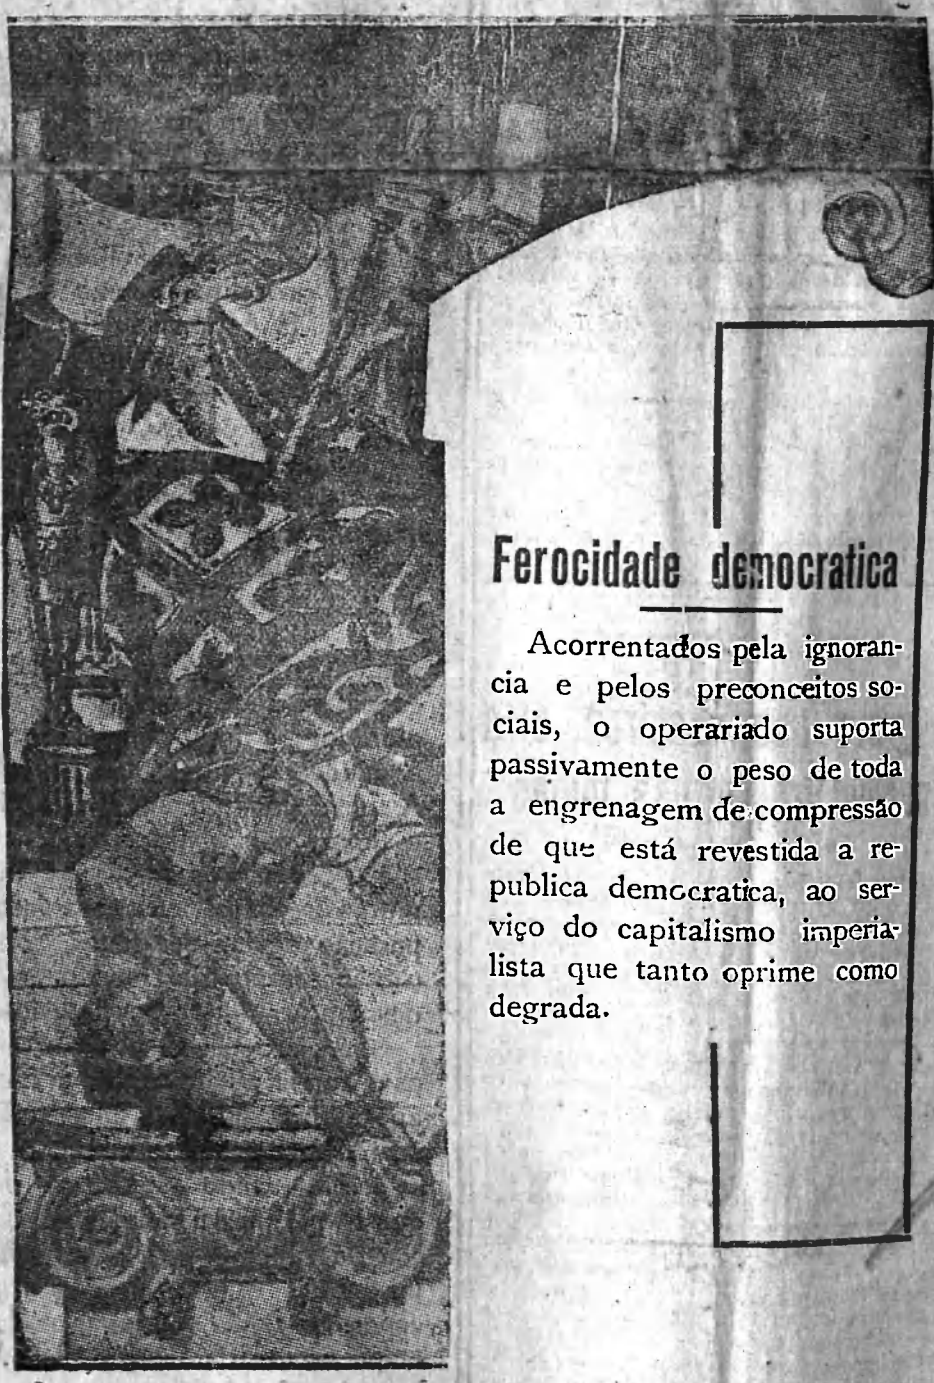 Ferocidade democratica
Acorrentados pela ignoran-
cia e pelos preconceitos so-
ciais, o operariado suporta
passivamente o peso de toda
a engrenagem de compressão
de que está revestida a re-
publica democratica, ao ser-
viço do capitalismo imperia-
lista que tanto oprime como
degrada.